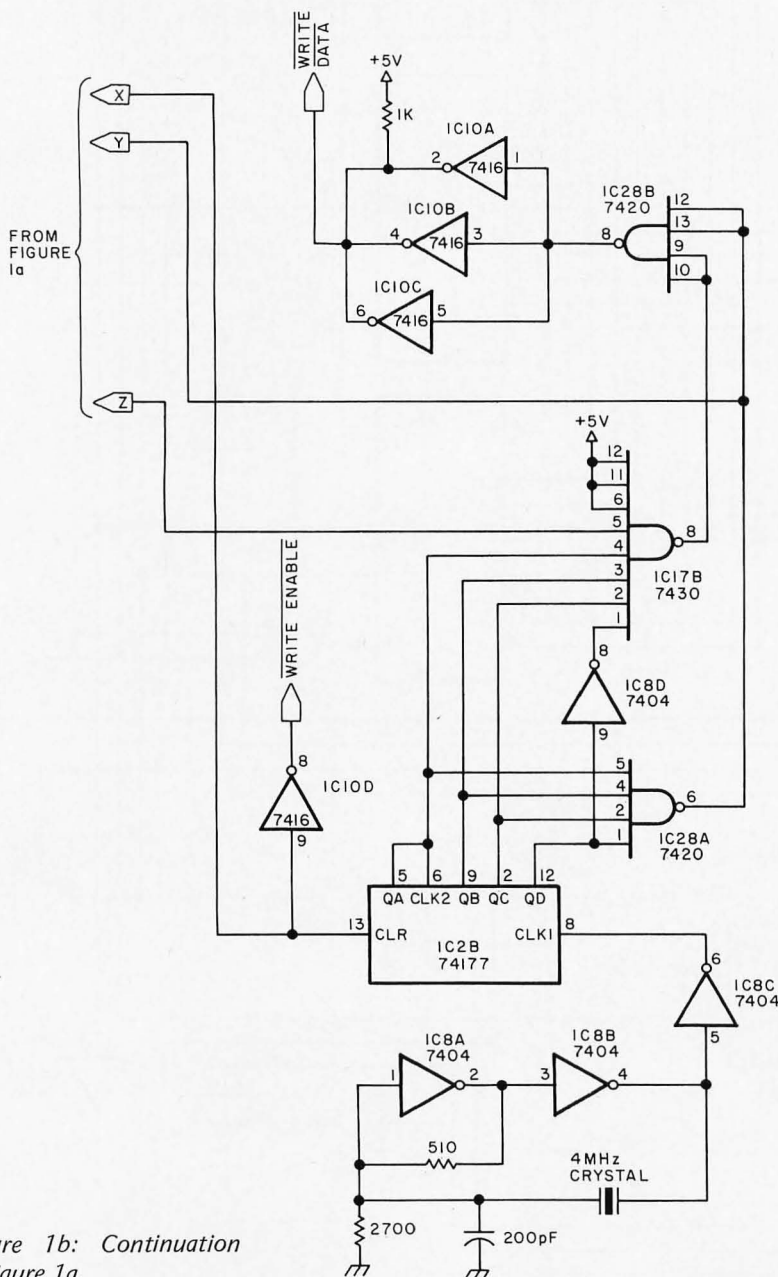 WRITE
DATA
+5V
X
1K
IC10A
Y
2 7416 1
IC28B
7420
IC10B
12
13
FROM
FIGURE
1a
4 7416 3
8
9
10
IC10C
6 7416 5
Z
+5V
12
11
6
5
8
4
WRITE ENABLE
3
IC17B
7430
2
1
8
IC8D
7404
9
8
IC10D
5
4
6
7416
2
9
1
IC28A
7420
5 6 9 2 12
QA CLK2 QB QC QD
13 CLR
CLK1 8
IC2B
74177
6
IC8C
7404
IC8A
7404
IC8B
7404
5
1 2 3 4
510
4MHz
CRYSTAL
2700
200pF
ure 1b: Continuation
igure 1a.